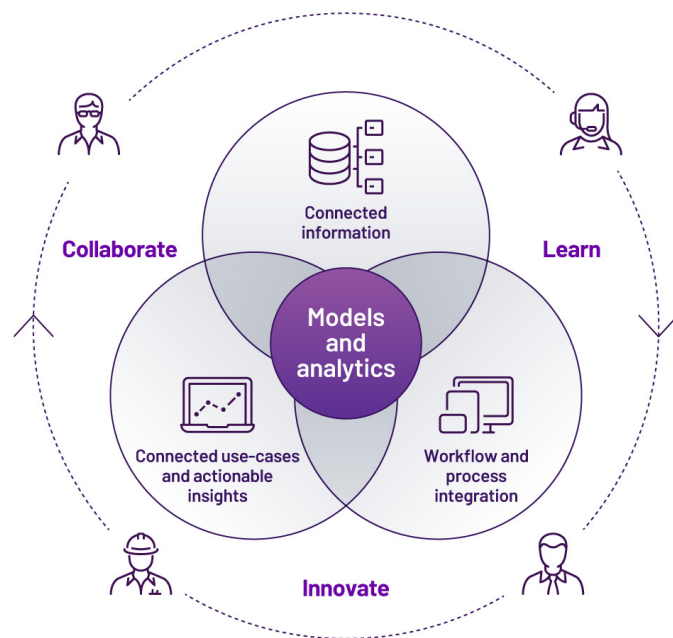 Connected
information
Collaborate
Learn
Models
and
analytics
Connected use-cases
and actionable
insights
Workflow and
process
integration
Innovate